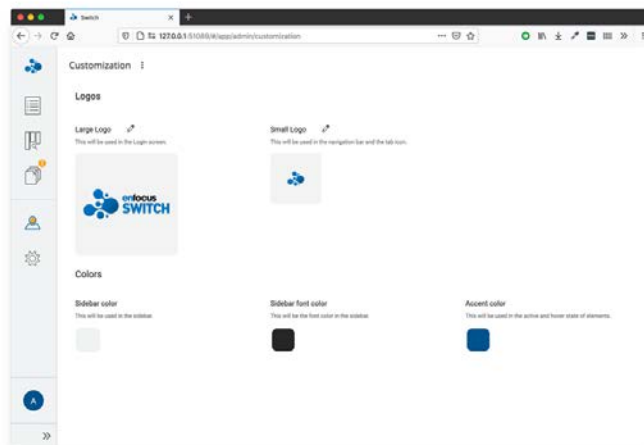 Switch
127.0.0.1:51089/#/app/admin/customization
Customization
Logos
Large Logo
Small Logo
This will be used in the Login screen.
This will be used in the navigation bar and the tab icon.
enfocus
SWITCH
Colors
Sidebar color
Sidebar font color
Accent color
This will be used in the sidebar.
This will be the font color in the sidebar.
This will be used in the active and hover state of elements.
A